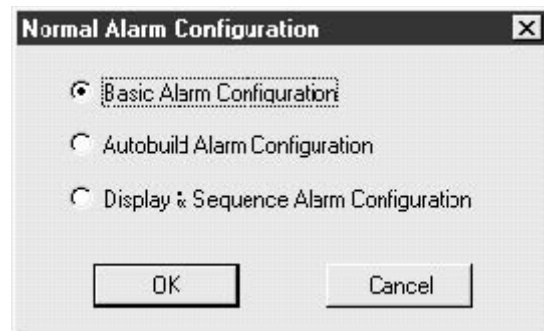 Normal Alarm Configuration
Basic Alarm Configuration
Autobuild Alarm Configuration
Display & Sequence Alarm Configuration
OK Cancel